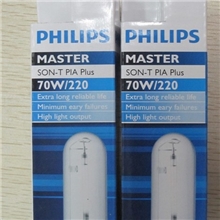 PHILIPS
MASTER
SON-T PIA Plus
70W/220
Extra long reliable life
Minimum early failures
High light output
PHILIPS
MASTER
SON-T PIA Plus
70W/220
Extra long reliable life
Minimum easy failures
High light output